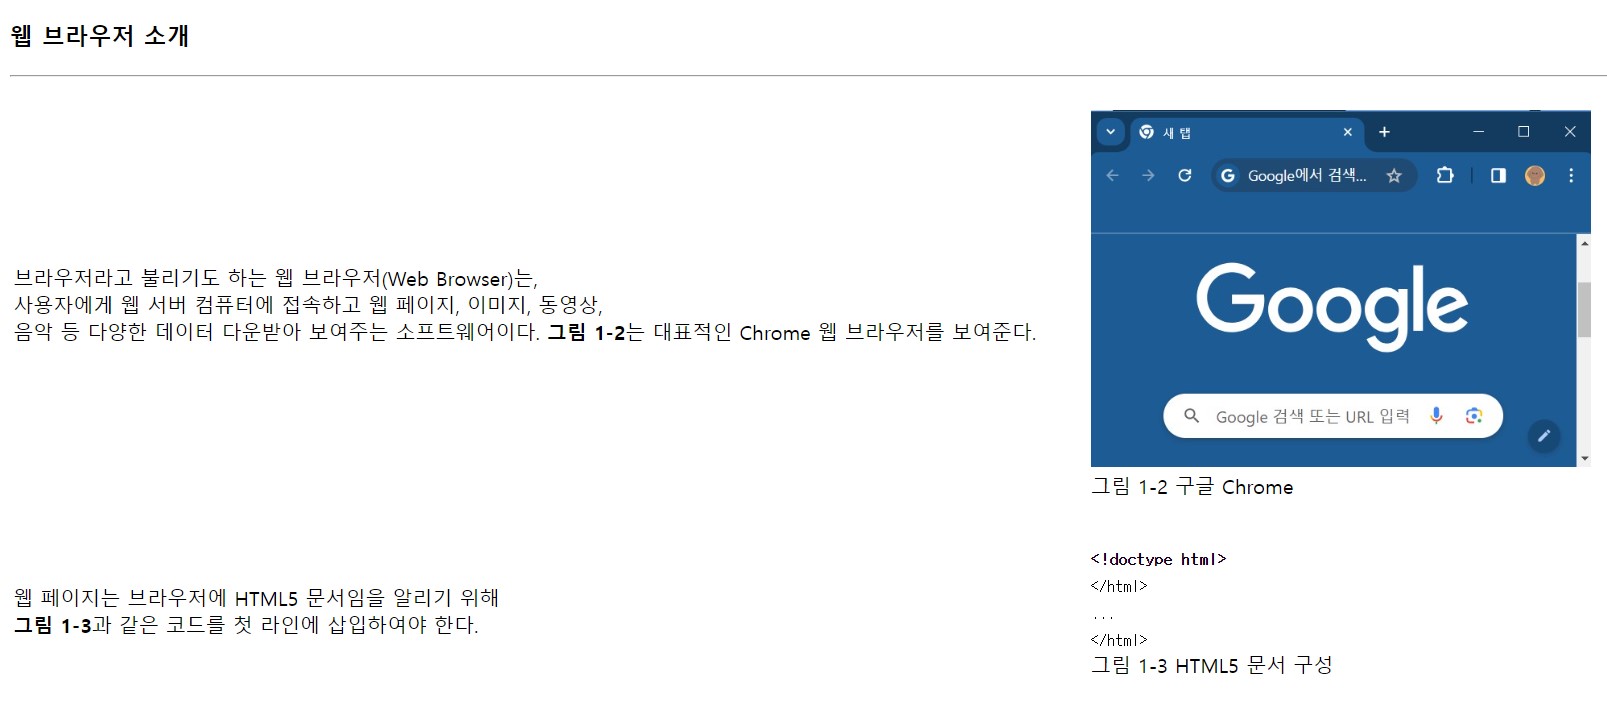 웹 브라우저 소개
새 탭
Google에서 검색...
Google
Google 검색 또는 URL 입력
브라우저라고 불리기도 하는 웹 브라우저(Web Browser)는,
사용자에게 웹 서버 컴퓨터에 접속하고 웹 페이지, 이미지, 동영상,
음악 등 다양한 데이터 다운받아 보여주는 소프트웨어이다. 그림 1-2는 대표적인 Chrome 웹 브라우저를 보여준다.
그림 1-2 구글 Chrome
웹 페이지는 브라우저에 HTML5 문서임을 알리기 위해
그림 1-3과 같은 코드를 첫 라인에 삽입하여야 한다.
<!doctype html>
</html>
...
</html>
그림 1-3 HTML5 문서 구성